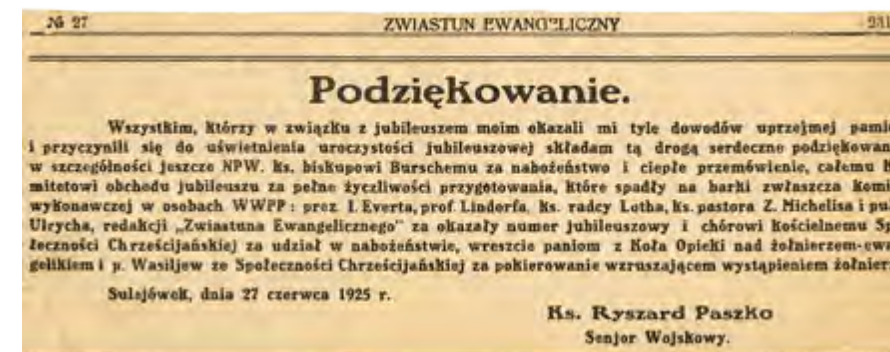 № 27 ZWIASTUN EWANGELICZNY 231
Podziękowanie.
Wszystkim, którzy w związku z jubileuszem moim okazali mi tyle dowodów uprzejmej pami
i przyczynili się do uświetnienia uroczystości jubileuszowej składam tą drogą serdeczne podziękowan
w szczególności jeszcze NPW. ks. biskupowi Burschemu za nabożeństwo i ciepłe przemówienie, całemu K
mitetowi obchodu jubileuszu za pełne życzliwości przygotowania, które spadły na barki zwłaszcza Komi
wykonawczej w osobach WWPP: prez. I. Everta, prof. Lindorfa, ks. radcy Lotha, ks. pastora Z. Michelisa i pu
Ulrycha, redakcji „Zwiastuna Ewangelicznego" za okazały numer jubileuszowy i chórowi kościelnemu Sp
łeczności Chrześcijańskiej za udział w nabożeństwie, wreszcie paniom z Koła Opieki nad żołnierzem-ewa
gelikiem i p. Wasiljew ze Społeczności Chrześcijańskiej za pokierowanie wzruszającem wystąpieniem żołnier
Sulejówek, dnia 27 czerwca 1925 r.
Ks. Ryszard Paszko
Senjor Wojskowy.